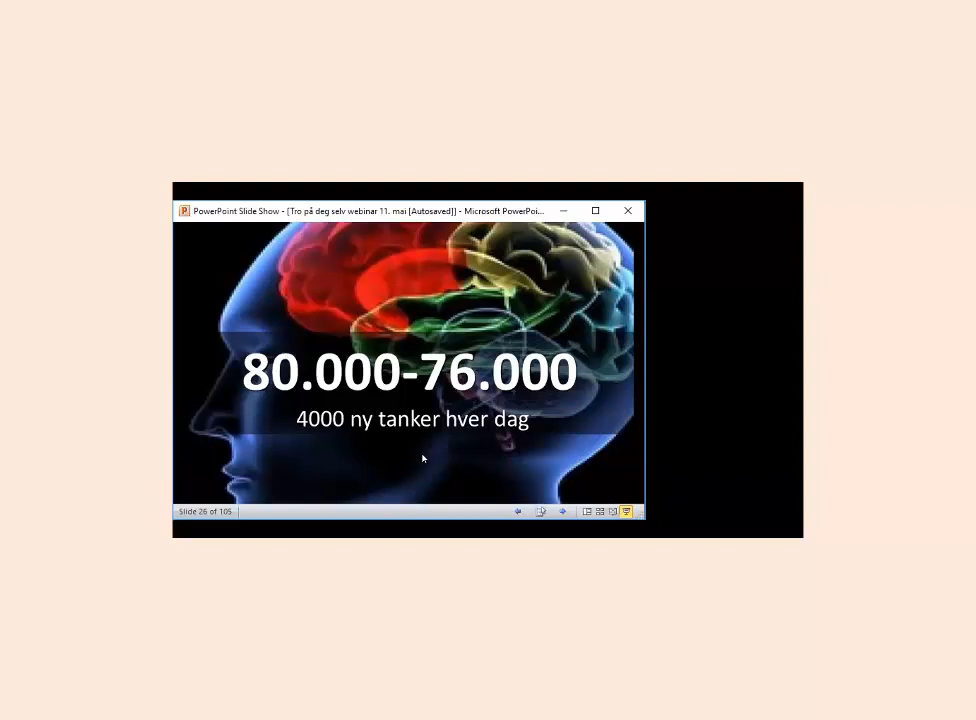 PowerPoint Slide Show - [Tro på deg selv webinar 11. mai [Autosaved]] - Microsoft PowerPoi...
80.000-76.000
4000 ny tanker hver dag
Slide 26 of 105